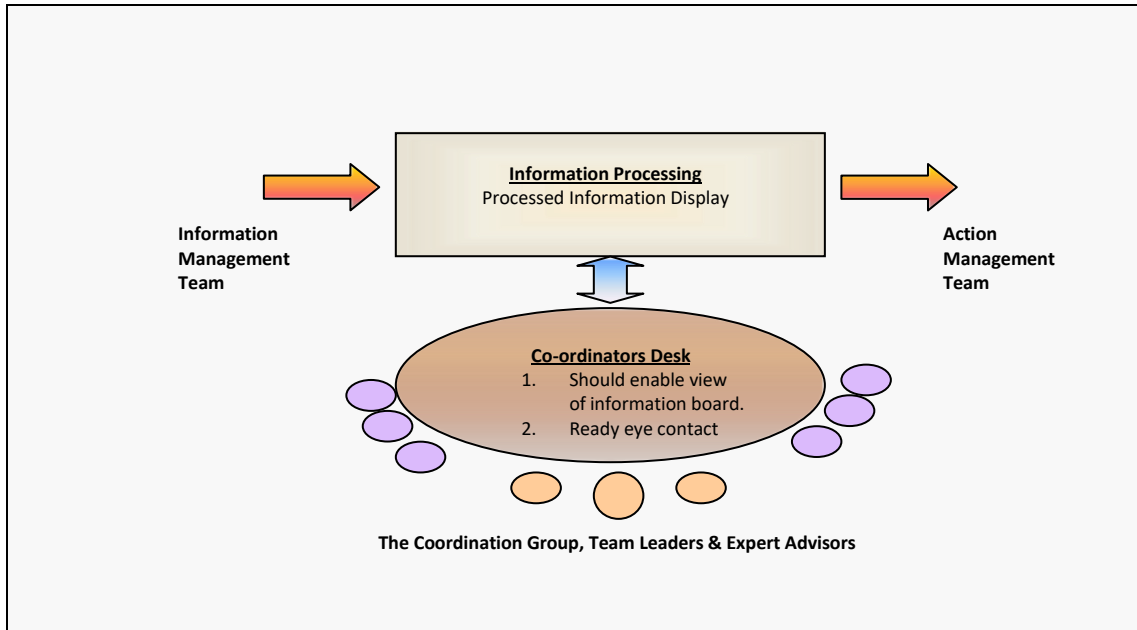 Information Processing
Processed Information Display
Information
Management
Team
Action
Management
Team
Co-ordinators Desk
1. Should enable view
of information board.
2. Ready eye contact
The Coordination Group, Team Leaders & Expert Advisors